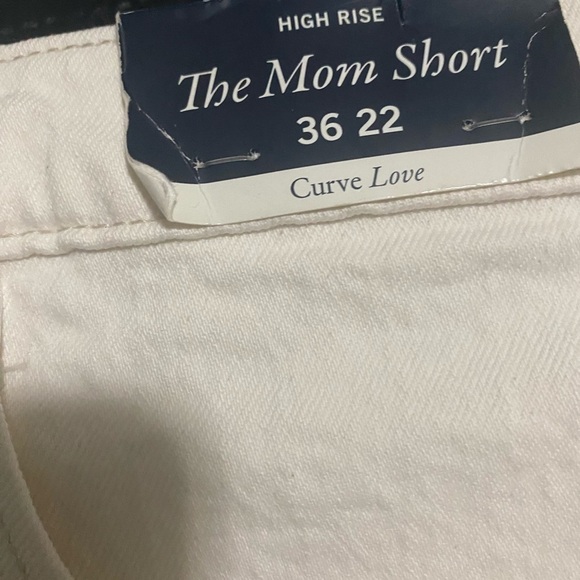 HIGH RISE
The Mom Short
36 22
Curve Love